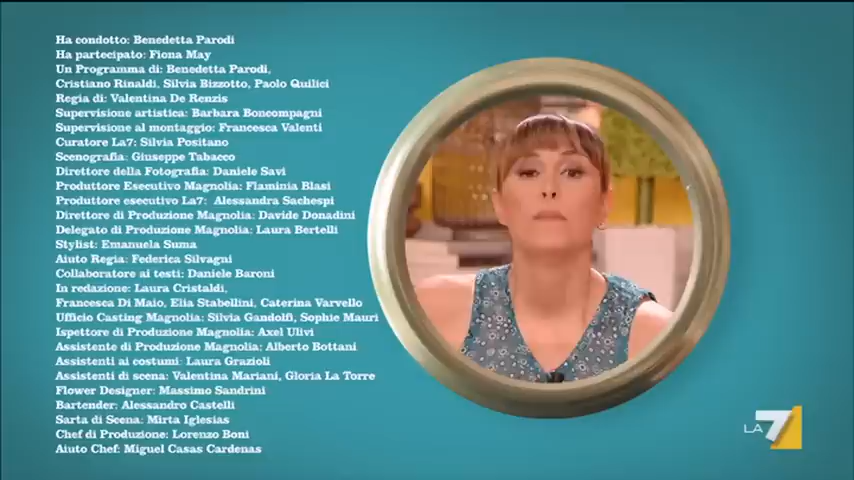 Ha condotto: Benedetta Parodi
Ha partecipato: Fiona May
Un Programma di: Benedetta Parodi,
Cristiano Rinaldi, Silvia Bizzotto, Paolo Quilici
Regia di: Valentina De Renzis
Supervisione artistica: Barbara Boncompagni
Supervisione al montaggio: Francesca Valenti
Curatore La7: Silvia Positano
Scenografia: Giuseppe Tabacco
Direttore della Fotografia: Daniele Savi
Produttore Esecutivo Magnolia: Flaminia Blasi
Produttore esecutivo La7: Alessandra Sachespi
Direttore di Produzione Magnolia: Davide Donadini
Delegato di Produzione Magnolia: Laura Bertelli
Stylist: Emanuela Suma
Aiuto Regia: Federica Silvagni
Collaboratore ai testi: Daniele Baroni
In redazione: Laura Cristaldi,
Francesca Di Maio, Elia Stabellini, Caterina Varvello
Ufficio Casting Magnolia: Silvia Gandolfi, Sophie Mauri
Ispettore di Produzione Magnolia: Axel Ulivi
Assistente di Produzione Magnolia: Alberto Bottani
Assistenti ai costumi: Laura Grazioli
Assistenti di scena: Valentina Mariani, Gloria La Torre
Flower Designer: Massimo Sandrini
Bartender: Alessandro Castelli
Sarta di Scena: Mirta Iglesias
Chef di Produzione: Lorenzo Boni
Aiuto Chef: Miguel Casas Cardenas
LA7